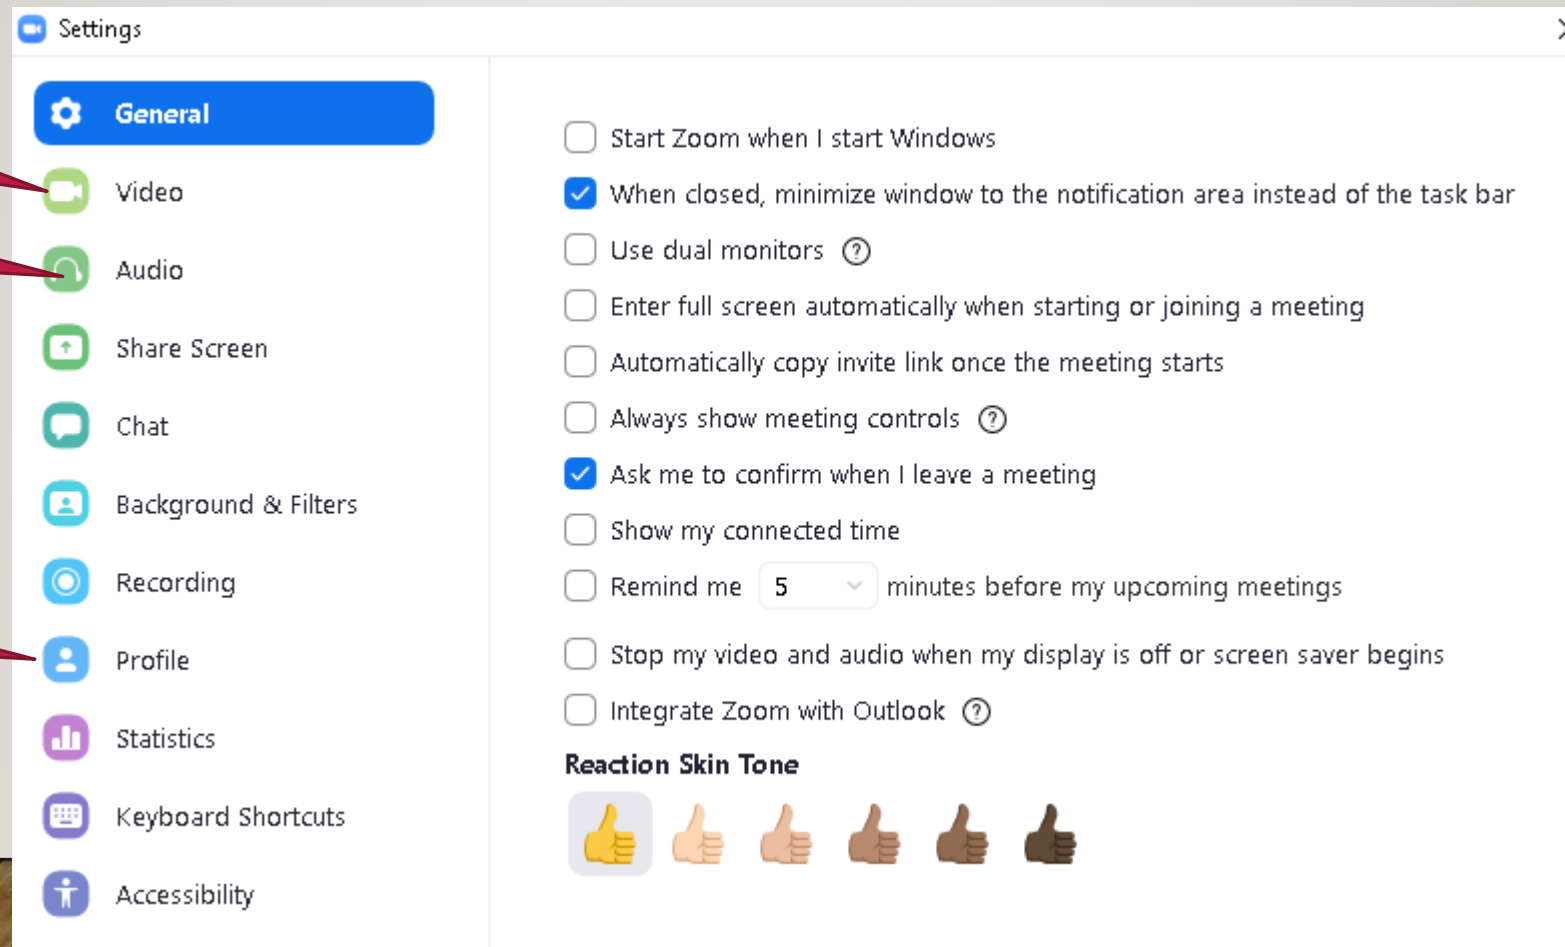 Settings
General
Video
Audio
Share Screen
Chat
Background & Filters
Recording
Profile
Statistics
Keyboard Shortcuts
Accessibility
Start Zoom when I start Windows
When closed, minimize window to the notification area instead of the task bar
Use dual monitors ?
Enter full screen automatically when starting or joining a meeting
Automatically copy invite link once the meeting starts
Always show meeting controls ?
Ask me to confirm when I leave a meeting
Show my connected time
Remind me 5 minutes before my upcoming meetings
Stop my video and audio when my display is off or screen saver begins
Integrate Zoom with Outlook ?
Reaction Skin Tone